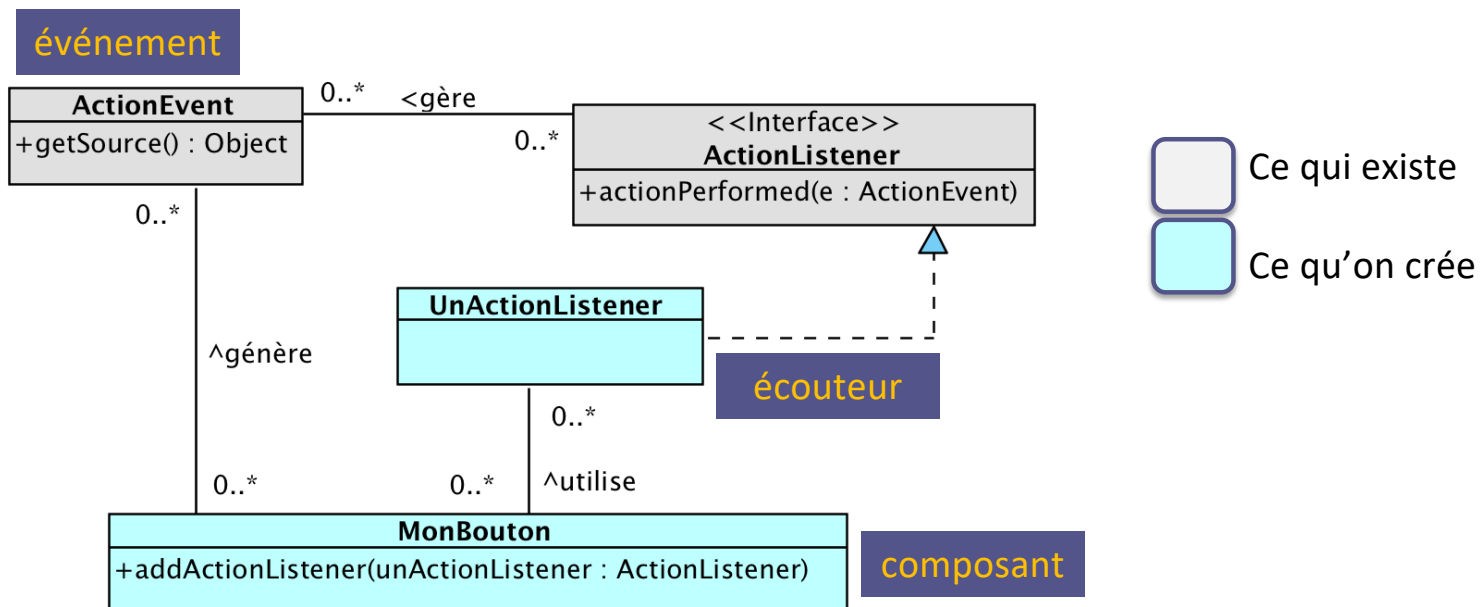 événement
ActionEvent
+getSource() : Object
0..*
<gère
0..*
<<Interface>>
ActionListener
+actionPerformed(e : ActionEvent)
Ce qui existe
Ce qu’on crée
0..*
UnActionListener
^génère
écouteur
0..*
0..*
0..*
^utilise
MonBouton
+addActionListener(unActionListener : ActionListener)
composant